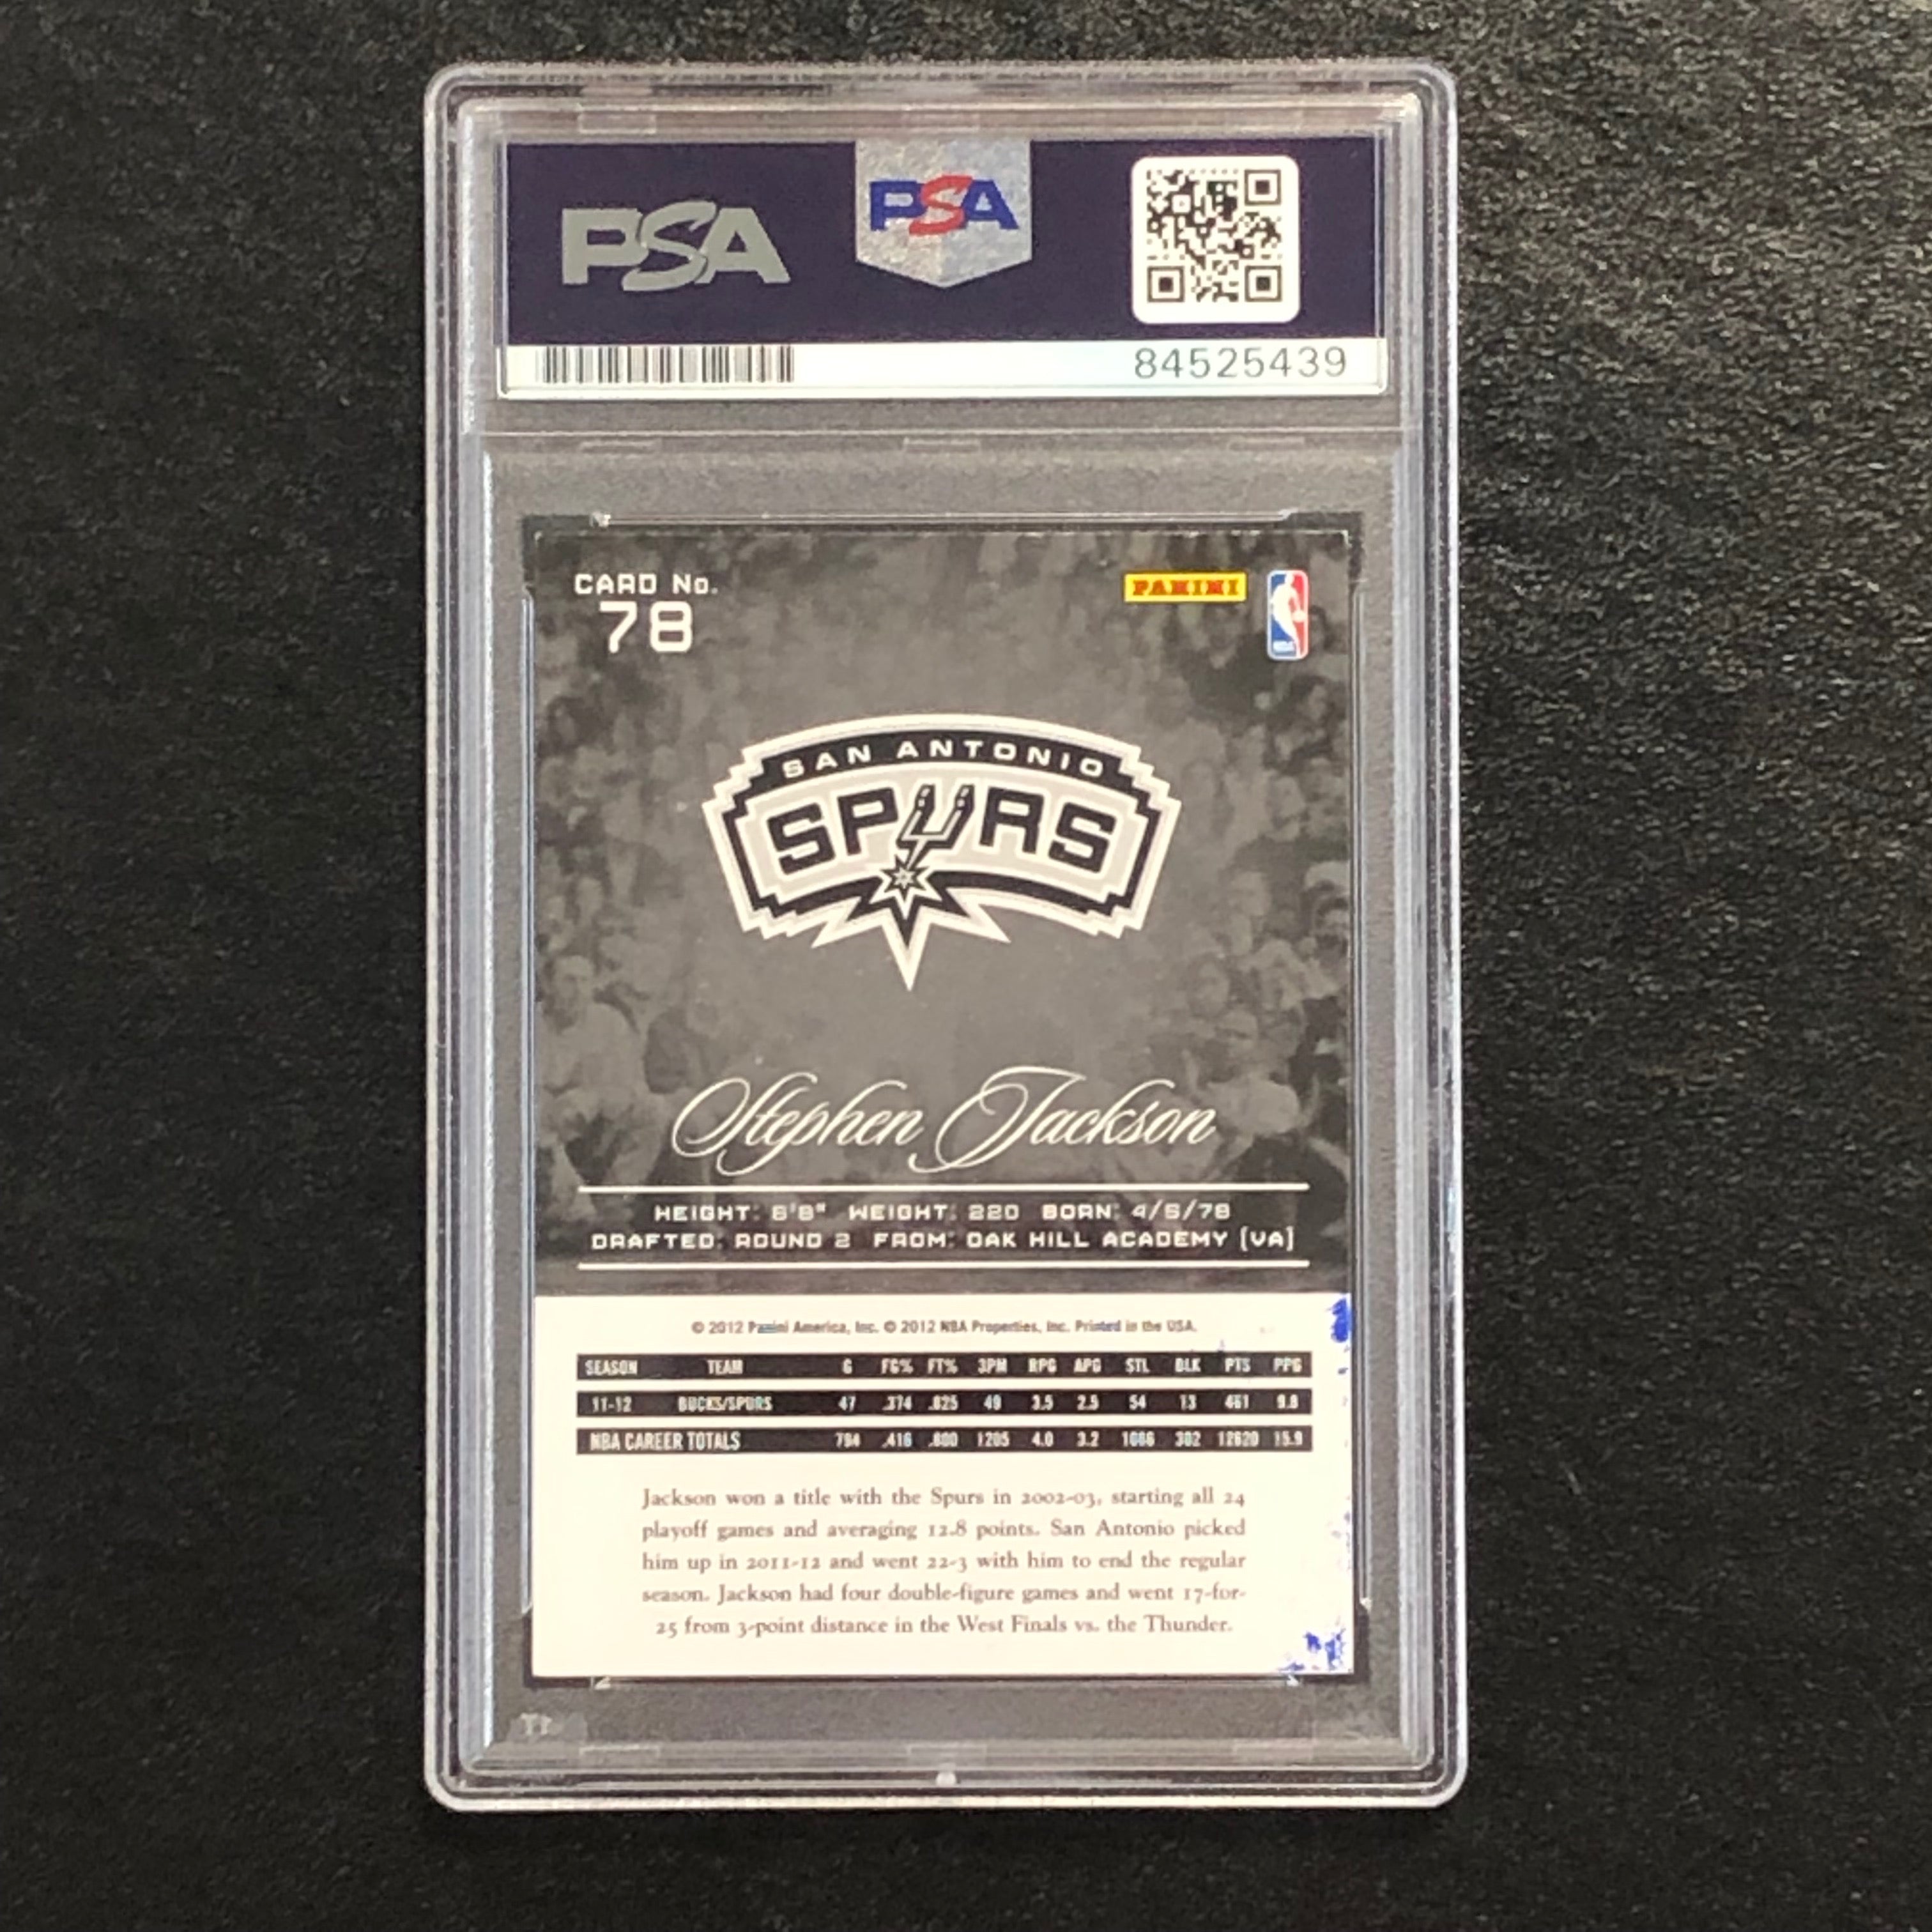 PSA
PSA
84525439
CARD No.
78
PANINI
SAN ANTONIO
SPURS
Stephen Jackson
HEIGHT: 6'8" WEIGHT: 220 BORN: 4/5/78
DRAFTED: ROUND 2 FROM: OAK HILL ACADEMY (VA)
© 2012 Panini America, Inc. © 2012 NBA Properties, Inc. Printed in the USA.
SEASON TEAM G FG% FT% 3PM RPG APG STL BLK PTS PPG
11-12 BUCKS/SPURS 47 .374 .825 49 3.5 2.5 54 13 461 9.8
NBA CAREER TOTALS 794 .416 .800 1205 4.0 3.2 1066 302 12620 15.9
Jackson won a title with the Spurs in 2002-03, starting all 24
playoff games and averaging 12.8 points. San Antonio picked
him up in 2011-12 and went 22-3 with him to end the regular
season. Jackson had four double-figure games and went 17-for-
25 from 3-point distance in the West Finals vs. the Thunder.